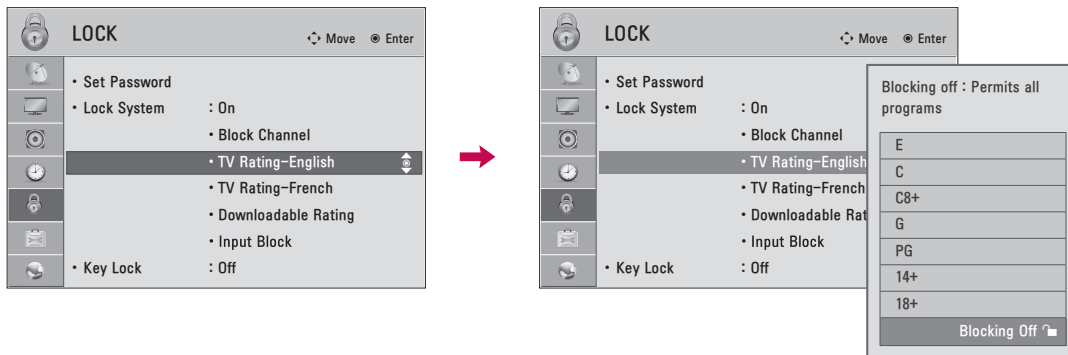 LOCK
Move Enter
• Set Password
• Lock System : On
• Block Channel
• TV Rating-English
• TV Rating-French
• Downloadable Rating
• Input Block
• Key Lock : Off
LOCK
Move Enter
• Set Password
• Lock System : On
• Block Channel
• TV Rating-English
• TV Rating-French
• Downloadable Rat
• Input Block
• Key Lock : Off
Blocking off : Permits all
programs
E
C
C8+
G
PG
14+
18+
Blocking Off